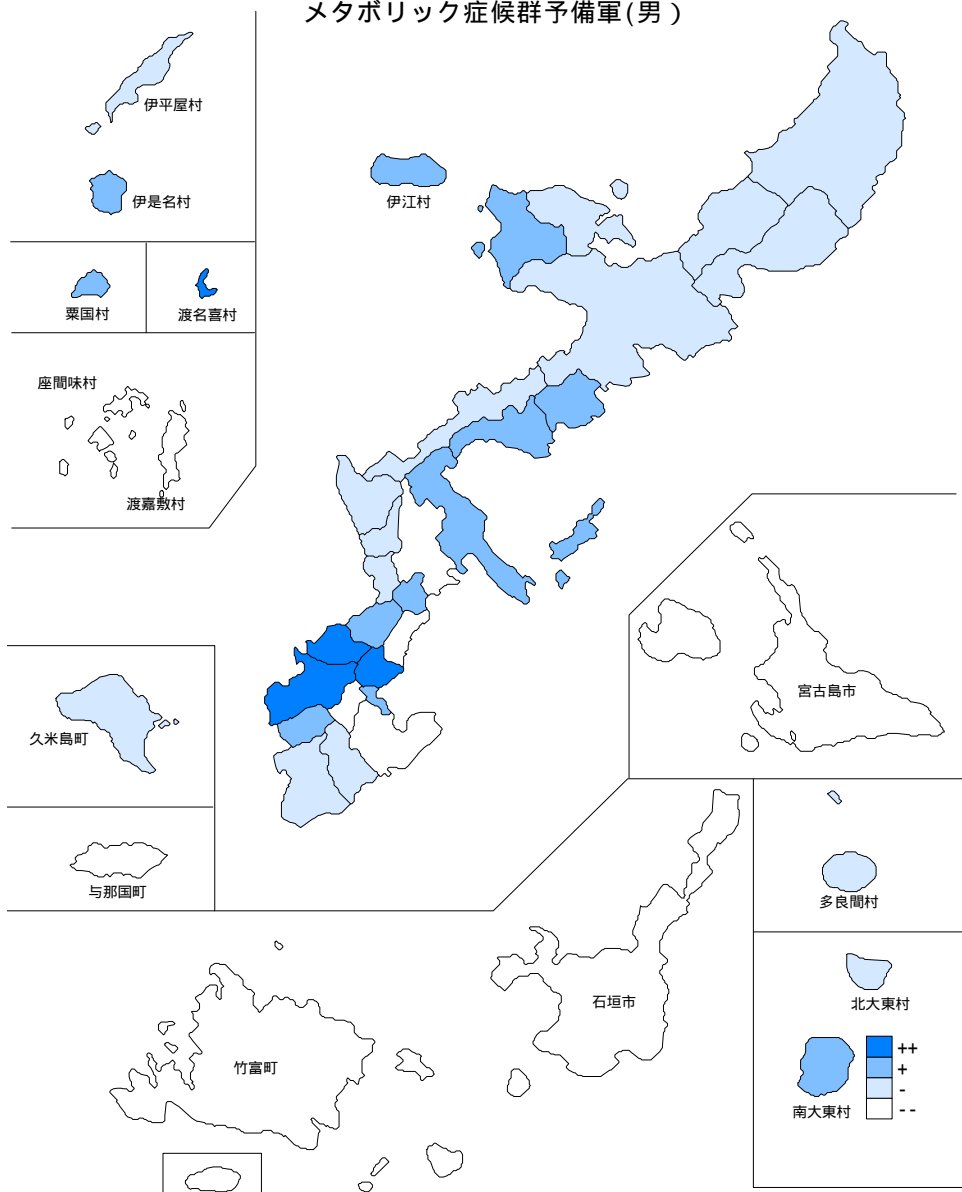 メタボリック症候群予備軍(男)
伊平屋村
伊是名村
伊江村
粟国村
渡名喜村
座間味村
渡嘉敷村
宮古島市
久米島町
与那国町
多良間村
石垣市
北大東村
竹富町
南大東村
++
+
-
--